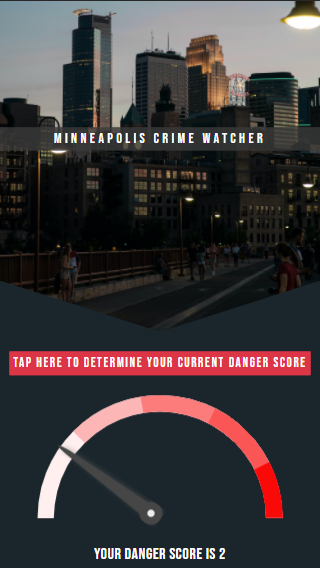 MINNEAPOLIS CRIME WATCHER
TAP HERE TO DETERMINE YOUR CURRENT DANGER SCORE
YOUR DANGER SCORE IS 2